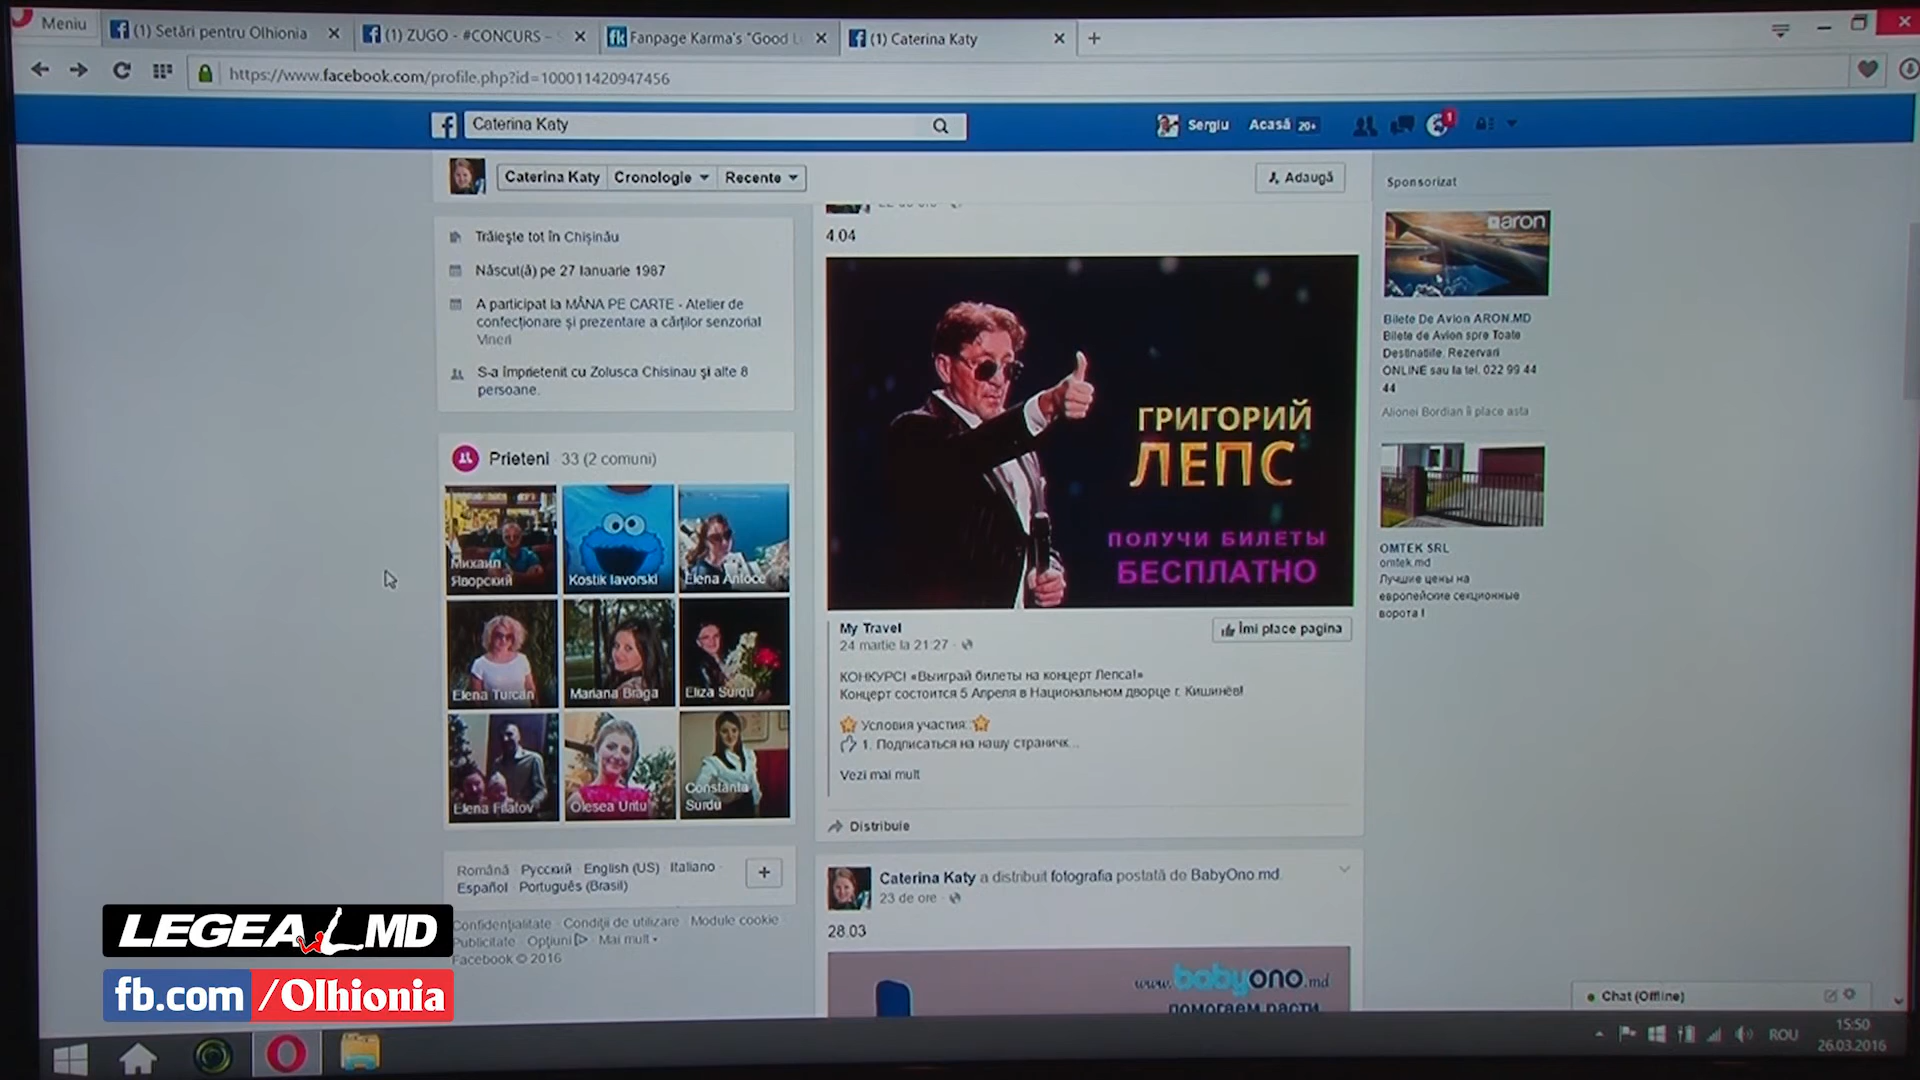 Meniu
(1) Setări pentru Olhionia
(1) ZUGO - #CONCURS -
Fanpage Karma's "Good L
(1) Caterina Katy
https://www.facebook.com/profile.php?id=100011420947456
Caterina Katy
Sergiu
Acasă 20+
1
Caterina Katy
Cronologie
Recente
Adaugă
Trăiește tot în Chișinău
Născut(ă) pe 27 Ianuarie 1987
A participat la MÂNA PE CARTE - Atelier de
confecționare și prezentare a cărților senzorial
Vineri
S-a împrietenit cu Zolusca Chisinau și alte 8
persoane.
Prieteni 33 (2 comuni)
Михаил
Яворский
Kostik Iavorski
Elena Antoce
Elena Turcan
Mariana Braga
Eliza Surdu
Elena Filatov
Olesea Untu
Constanta
Surdu
Română · Русский · English (US) · Italiano ·
Español · Português (Brasil)
Confidențialitate · Condiții de utilizare · Module cookie ·
Publicitate · Opțiuni · Mai mult
Facebook © 2016
4.04
ГРИГОРИЙ
ЛЕПС
ПОЛУЧИ БИЛЕТЫ
БЕСПЛАТНО
My Travel
24 martie la 21:27 ·
Îmi place pagina
КОНКУРС! «Выиграй билеты на концерт Лепса!»
Концерт состоится 5 Апреля в Национальном дворце г. Кишинёв!
Условия участия:
1. Подписаться на нашу страничк...
Vezi mai mult
Distribuie
Caterina Katy a distribuit fotografia postată de BabyOno.md.
23 de ore ·
28.03
www.babyono.md
помогаем расти
Sponsorizat
aron
Bilete De Avion ARON.MD
Bilete de Avion spre Toate
Destinatiile. Rezervari
ONLINE sau la tel. 022 99 44
44
Alionei Bordian îi place asta
OMTEK SRL
omtek.md
Лучшие цены на
европейские секционные
ворота !
Chat (Offline)
LEGEA MD
fb.com/Olhionia
ROU
15:50
26.03.2016